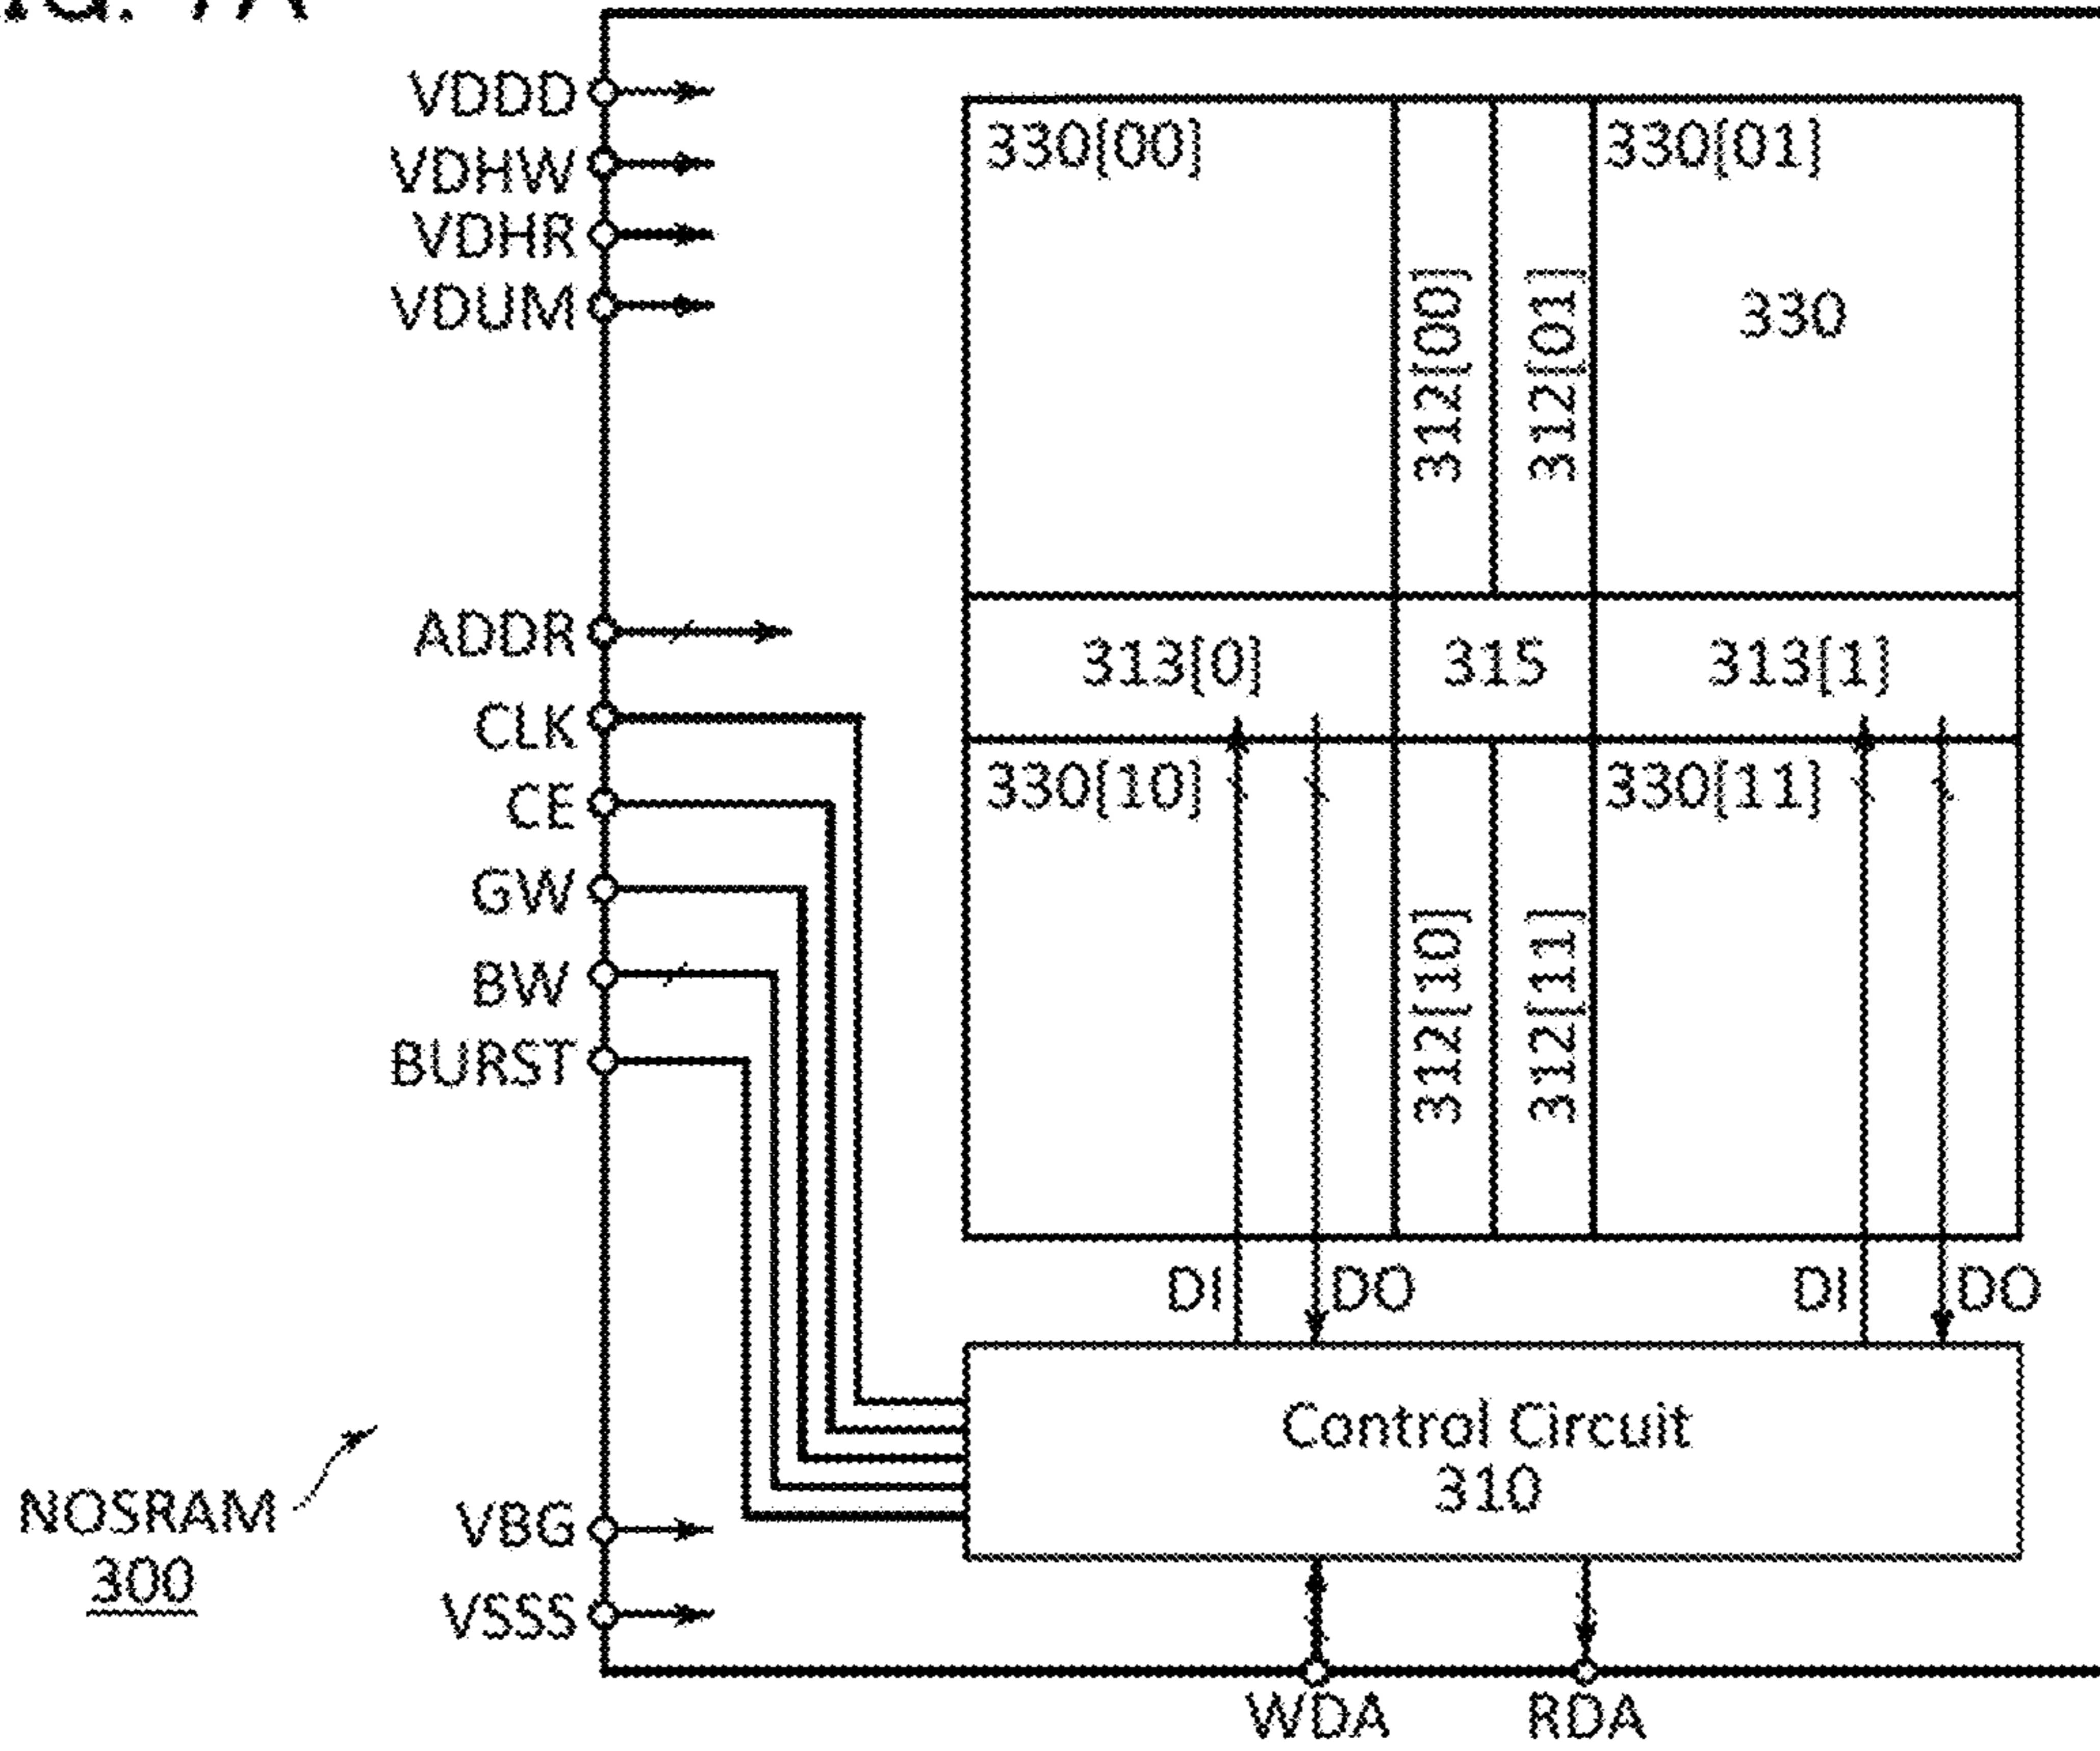 VDDD
VDHW
VDHR
VDUM
ADDR
CLK
CE
GW
BW
BURST
VBG
VSSS
NOSRAM
300
330[00]
312[00]
312[01]
330[01]
330
313[0]
315
313[1]
330[10]
312[10]
312[11]
330[11]
DI
DO
DI
DO
Control Circuit
310
WDA
RDA